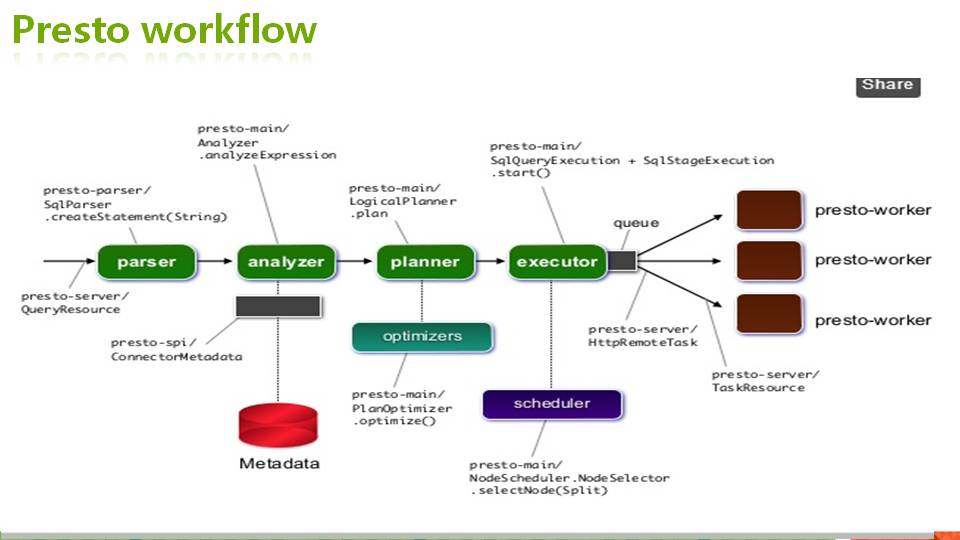 Presto workflow
Share
presto-main/
Analyzer
.analyzeExpression
presto-main/
SqlQueryExecution + SqlStageExecution
.start()
presto-parser/
SqlParser
.createStatement(String)
presto-main/
LogicalPlanner
.plan
queue
presto-worker
parser
analyzer
planner
executor
presto-worker
presto-server/
QueryResource
presto-worker
optimizers
presto-server/
HttpRemoteTask
presto-spi/
ConnectorMetadata
presto-server/
TaskResource
presto-main/
PlanOptimizer
.optimize()
scheduler
Metadata
presto-main/
NodeScheduler.NodeSelector
.selectNode(Split)